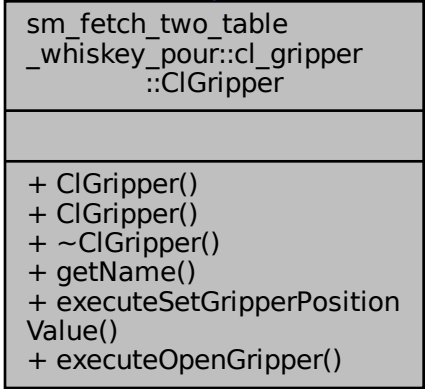 sm_fetch_two_table
_whiskey_pour::cl_gripper
::ClGripper
+ ClGripper()
+ ClGripper()
+ ~ClGripper()
+ getName()
+ executeSetGripperPosition
Value()
+ executeOpenGripper()